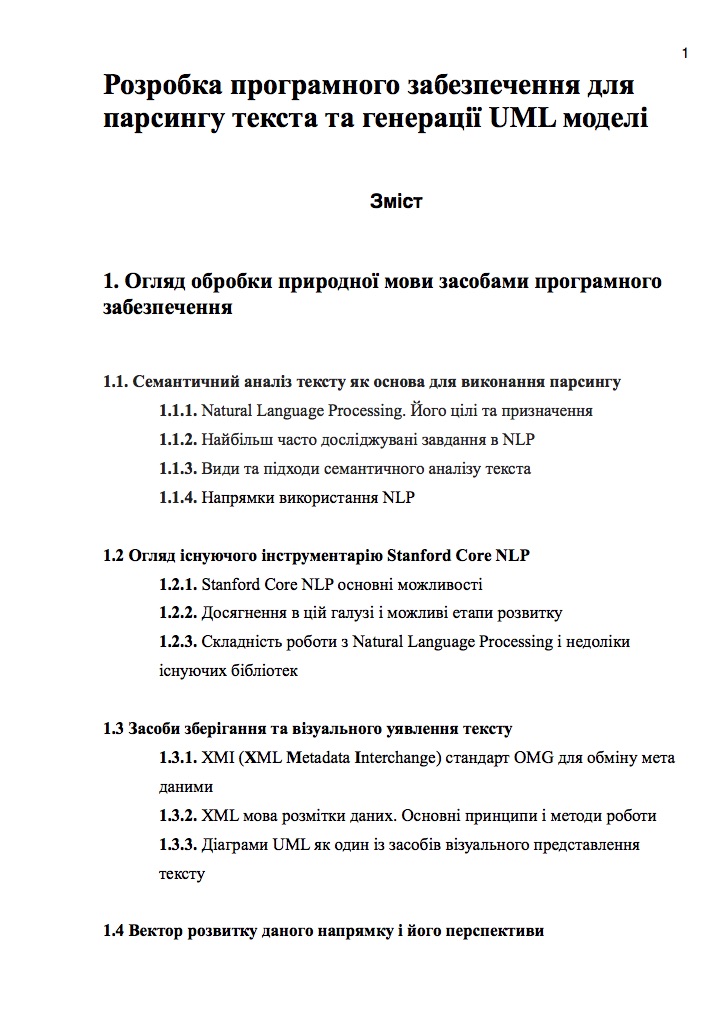 1
Розробка програмного забезпечення для
парсингу текста та генерації UML моделі
Зміст
1. Огляд обробки природної мови засобами програмного
забезпечення
1.1. Семантичний аналіз тексту як основа для виконання парсингу
1.1.1. Natural Language Processing. Його цілі та призначення
1.1.2. Найбільш часто досліджувані завдання в NLP
1.1.3. Види та підходи семантичного аналізу текста
1.1.4. Напрямки використання NLP
1.2 Огляд існуючого інструментарію Stanford Core NLP
1.2.1. Stanford Core NLP основні можливості
1.2.2. Досягнення в цій галузі і можливі етапи розвитку
1.2.3. Складність роботи з Natural Language Processing і недоліки
існуючих бібліотек
1.3 Засоби зберігання та візуального уявлення тексту
1.3.1. XMI (XML Metadata Interchange) стандарт OMG для обміну мета
даними
1.3.2. XML мова розмітки даних. Основні принципи і методи роботи
1.3.3. Діаграми UML як один із засобів візуального представлення
тексту
1.4 Вектор розвитку даного напрямку і його перспективи